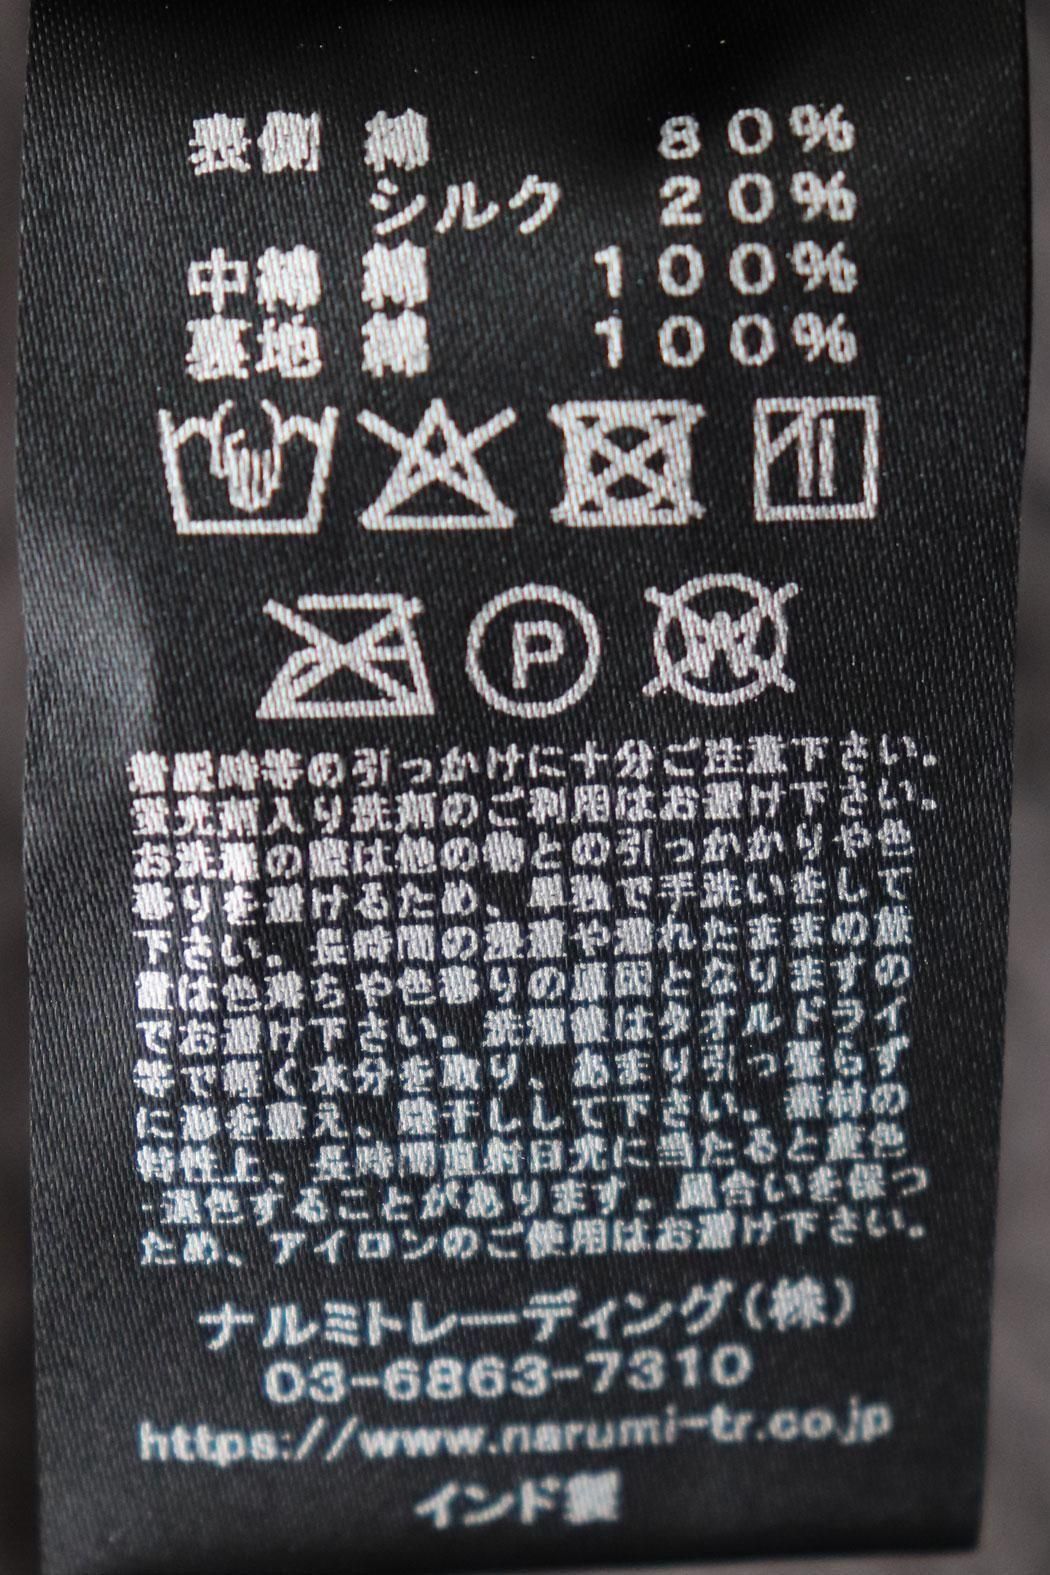 表側 綿 80%
シルク 20%
中綿 綿 100%
裏地 綿 100%
P
W
着脱時等の引っかけに十分ご注意下さい。
蛍光剤入り洗剤のご利用はお避け下さい。
お洗濯の際は他の物との引っかかりや色
移りを避けるため、単独で手洗いをして
下さい。長時間の浸漬や濡れたままの放
置は色落ちや色移りの原因となりますの
でお避け下さい。洗濯後はタオルドライ
等で軽く水分を取り、あまり引っ張らず
に形を整え、陰干しして下さい。素材の
特性上、長時間直射日光に当たると変色
・退色することがあります。風合いを保つ
ため、アイロンのご使用はお避け下さい。
ナルミトレーディング(株)
03-6863-7310
https://www.narumi-tr.co.jp
インド製